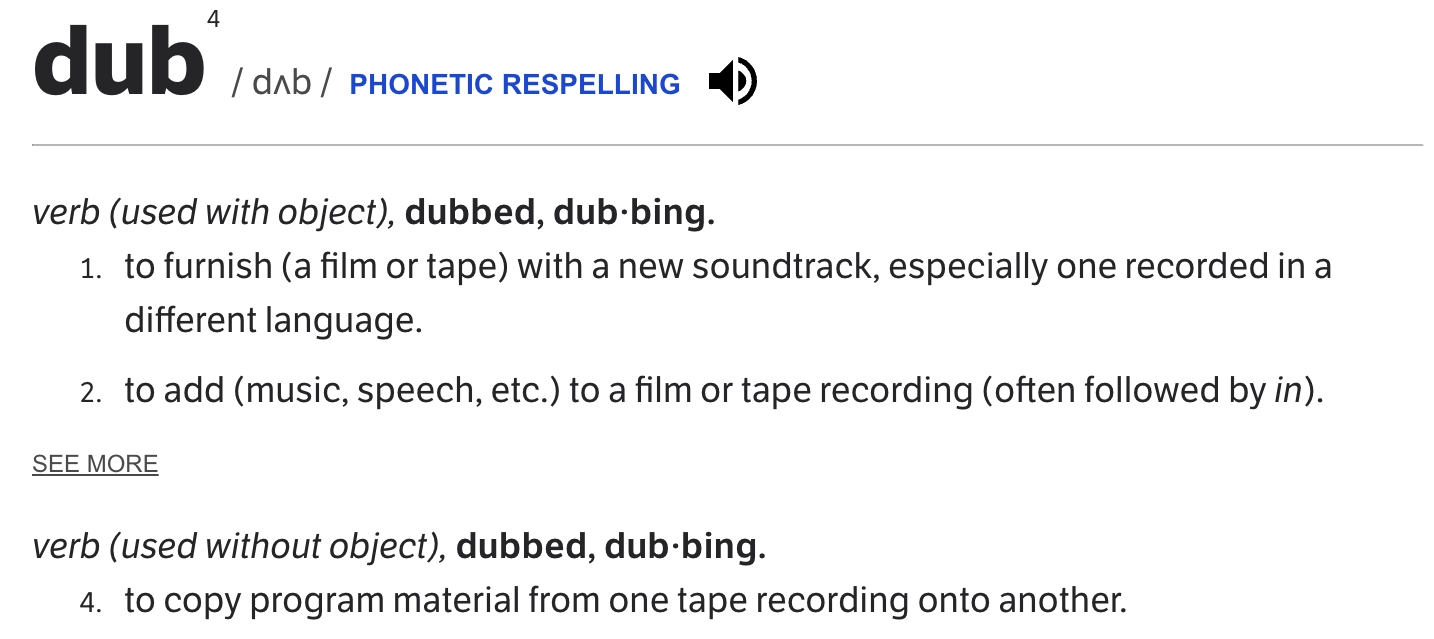 dub 4 / dʌb / PHONETIC RESPELLING
verb (used with object), dubbed, dub·bing.
1. to furnish (a film or tape) with a new soundtrack, especially one recorded in a
different language.
2. to add (music, speech, etc.) to a film or tape recording (often followed by in).
SEE MORE
verb (used without object), dubbed, dub·bing.
4. to copy program material from one tape recording onto another.